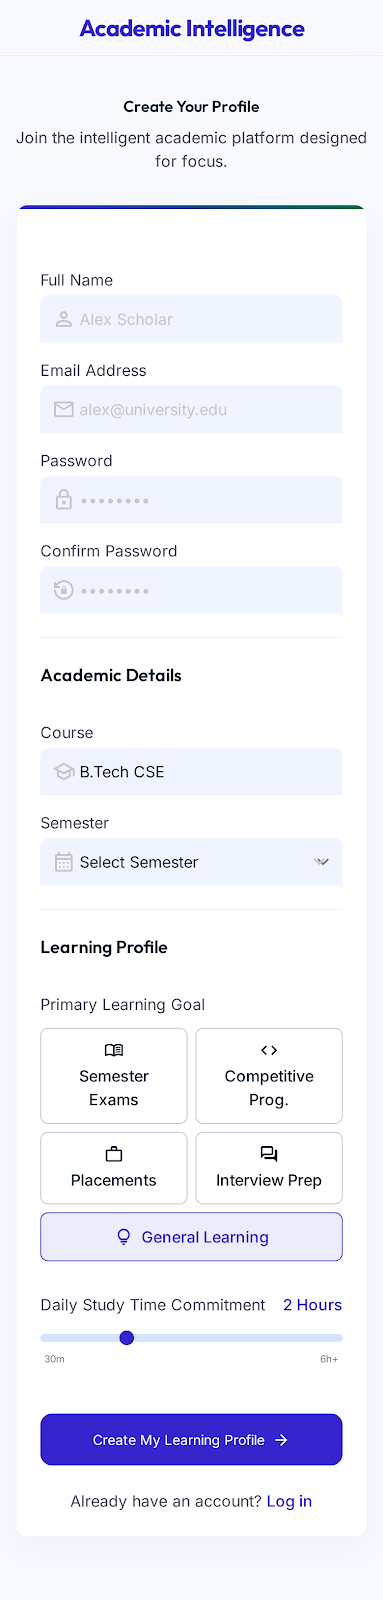 Academic Intelligence
Create Your Profile
Join the intelligent academic platform designed
for focus.
Full Name
Alex Scholar
Email Address
alex@university.edu
Password
••••••••
Confirm Password
••••••••
Academic Details
Course
B.Tech CSE
Semester
Select Semester
Learning Profile
Primary Learning Goal
Semester
Exams
Competitive
Prog.
Placements
Interview Prep
General Learning
Daily Study Time Commitment 2 Hours
30m 6h+
Create My Learning Profile →
Already have an account? Log in